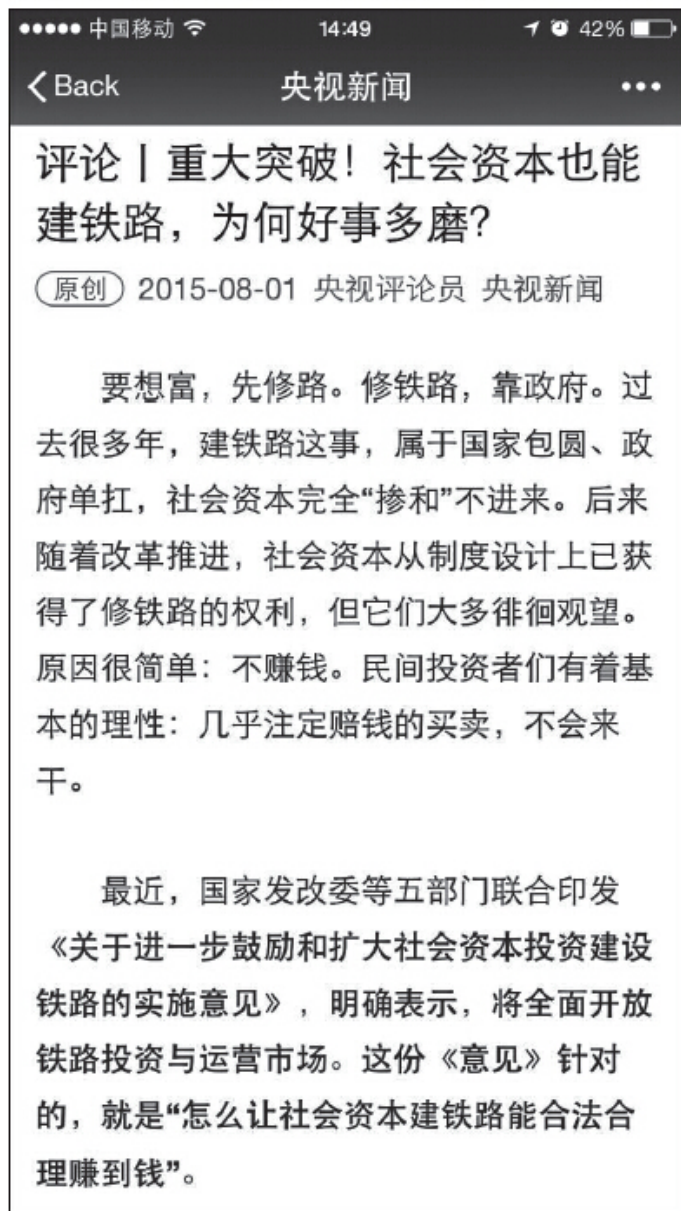 中国移动 14:49 42%
Back 央视新闻
评论丨重大突破！社会资本也能
建铁路，为何好事多磨？
原创 2015-08-01 央视评论员 央视新闻
要想富，先修路。修铁路，靠政府。过
去很多年，建铁路这事，属于国家包圆、政
府单扛，社会资本完全“掺和”不进来。后来
随着改革推进，社会资本从制度设计上已获
得了修铁路的权利，但它们大多徘徊观望。
原因很简单：不赚钱。民间投资者们有着基
本的理性：几乎注定赔钱的买卖，不会来
干。
最近，国家发改委等五部门联合印发
《关于进一步鼓励和扩大社会资本投资建设
铁路的实施意见》，明确表示，将全面开放
铁路投资与运营市场。这份《意见》针对
的，就是“怎么让社会资本建铁路能合法合
理赚到钱”。